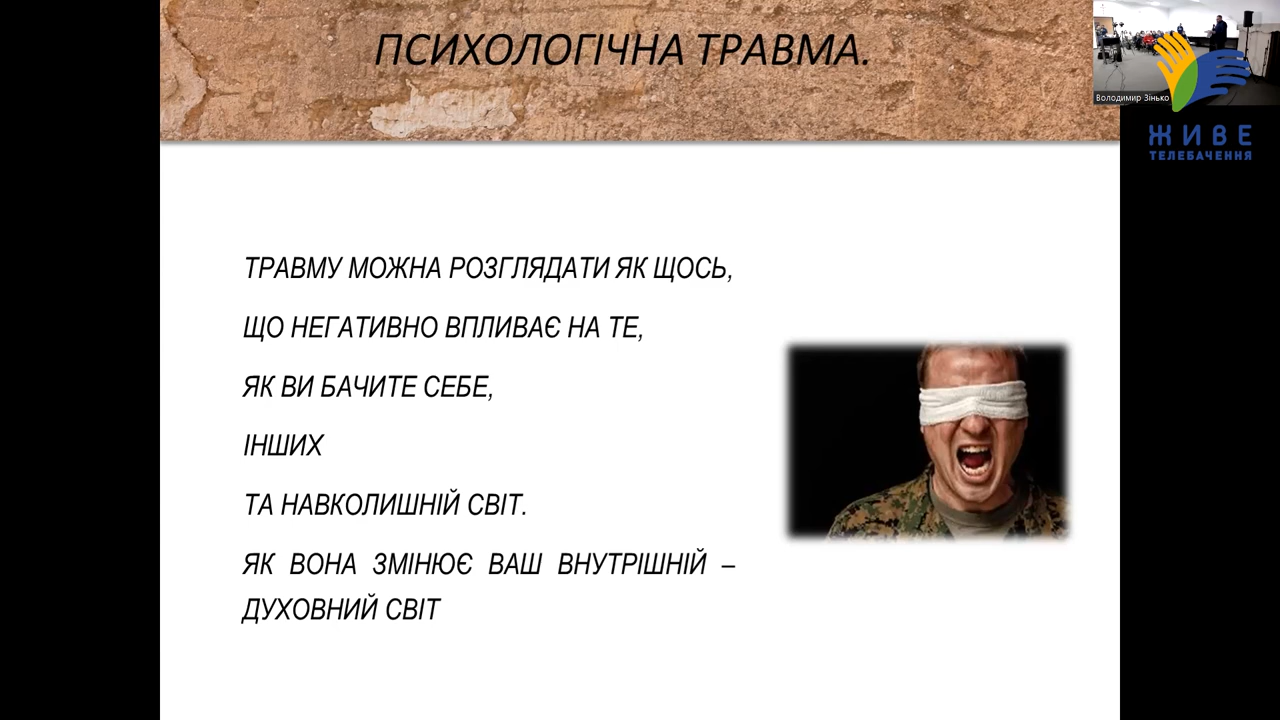 ПСИХОЛОГІЧНА ТРАВМА.
Володимир Зінько
ЖИВЕ
ТЕЛЕБАЧЕННЯ
ТРАВМУ МОЖНА РОЗГЛЯДАТИ ЯК ЩОСЬ,
ЩО НЕГАТИВНО ВПЛИВАЄ НА ТЕ,
ЯК ВИ БАЧИТЕ СЕБЕ,
ІНШИХ
ТА НАВКОЛИШНІЙ СВІТ.
ЯК ВОНА ЗМІНЮЄ ВАШ ВНУТРІШНІЙ –
ДУХОВНИЙ СВІТ